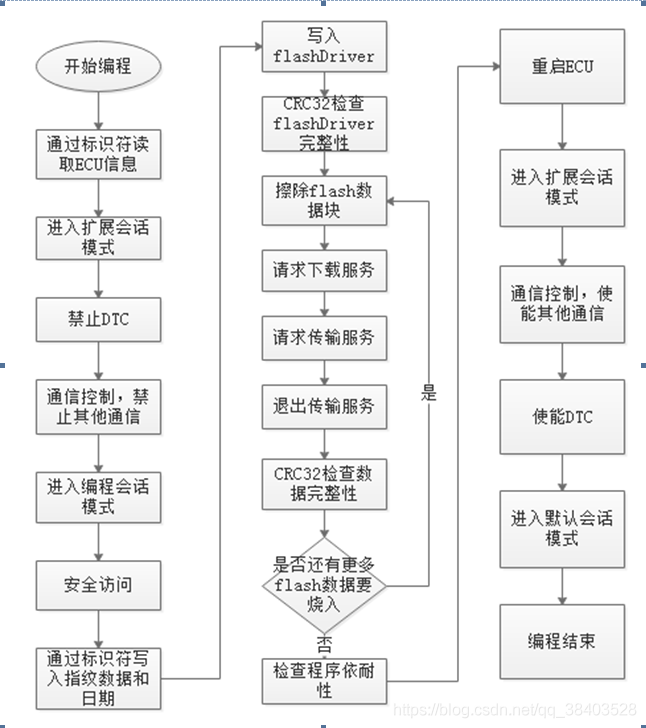 开始编程
通过标识符读
取ECU信息
进入扩展会话
模式
禁止DTC
通信控制，禁
止其他通信
进入编程会话
模式
安全访问
通过标识符写
入指纹数据和
日期
写入
flashDriver
CRC32检查
flashDriver
完整性
擦除flash数
据块
请求下载服务
请求传输服务
退出传输服务
CRC32检查数
据完整性
是否还有更多
flash数据要
烧入
是
否
检查程序依耐
性
重启ECU
进入扩展会话
模式
通信控制，使
能其他通信
使能DTC
进入默认会话
模式
编程结束
https://blog.csdn.net/qq_38403528